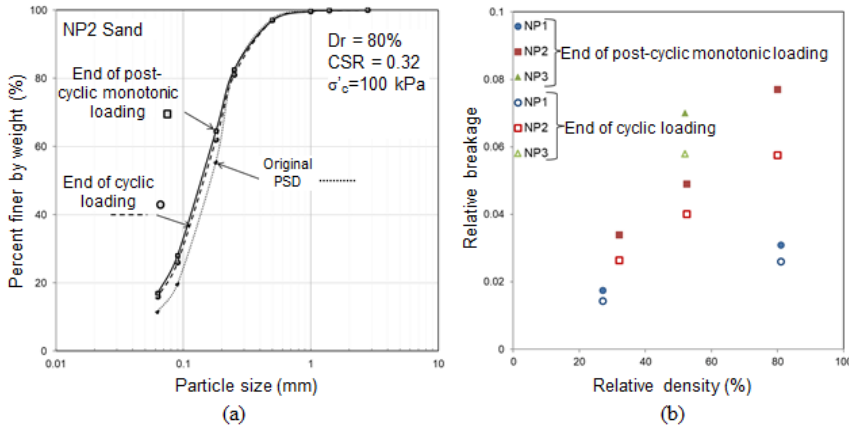 (a)
NP2 Sand
Dr = 80%
CSR = 0.32
σ'c=100 kPa
End of post-
cyclic monotonic
loading
End of cyclic
loading
Original
PSD
Percent finer by weight (%)
100
80
60
40
20
0
0.01
0.1
1
10
Particle size (mm)
(a)
NP1
NP2
NP3
End of post-cyclic monotonic loading
NP1
NP2
NP3
End of cyclic loading
Relative breakage
0.1
0.08
0.06
0.04
0.02
0
0
20
40
60
80
100
Relative density (%)
(b)